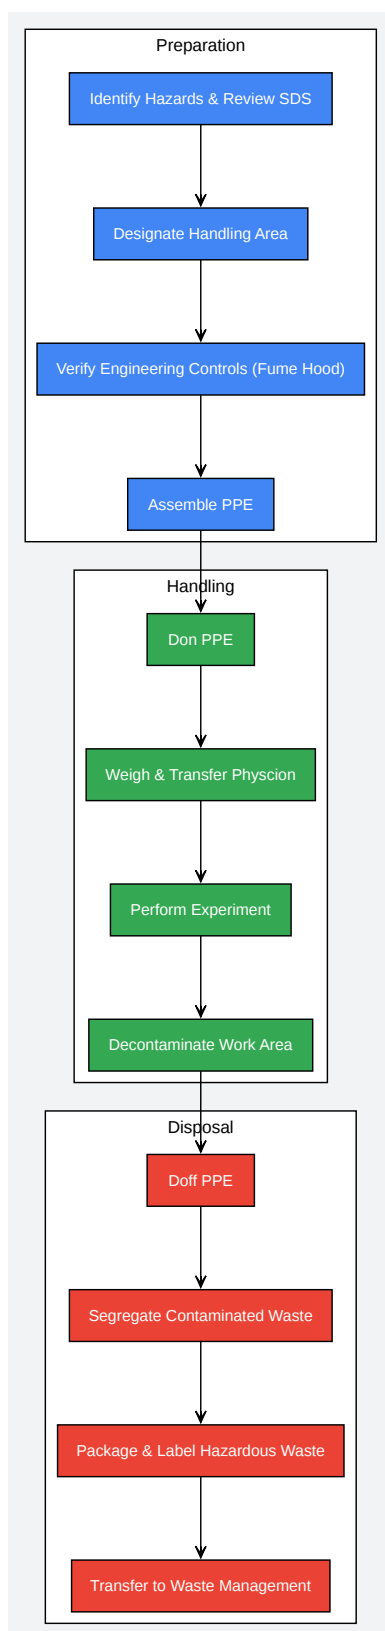 Preparation
Identify Hazards & Review SDS
Designate Handling Area
Verify Engineering Controls (Fume Hood)
Assemble PPE
Handling
Don PPE
Weigh & Transfer Physcion
Perform Experiment
Decontaminate Work Area
Disposal
Doff PPE
Segregate Contaminated Waste
Package & Label Hazardous Waste
Transfer to Waste Management